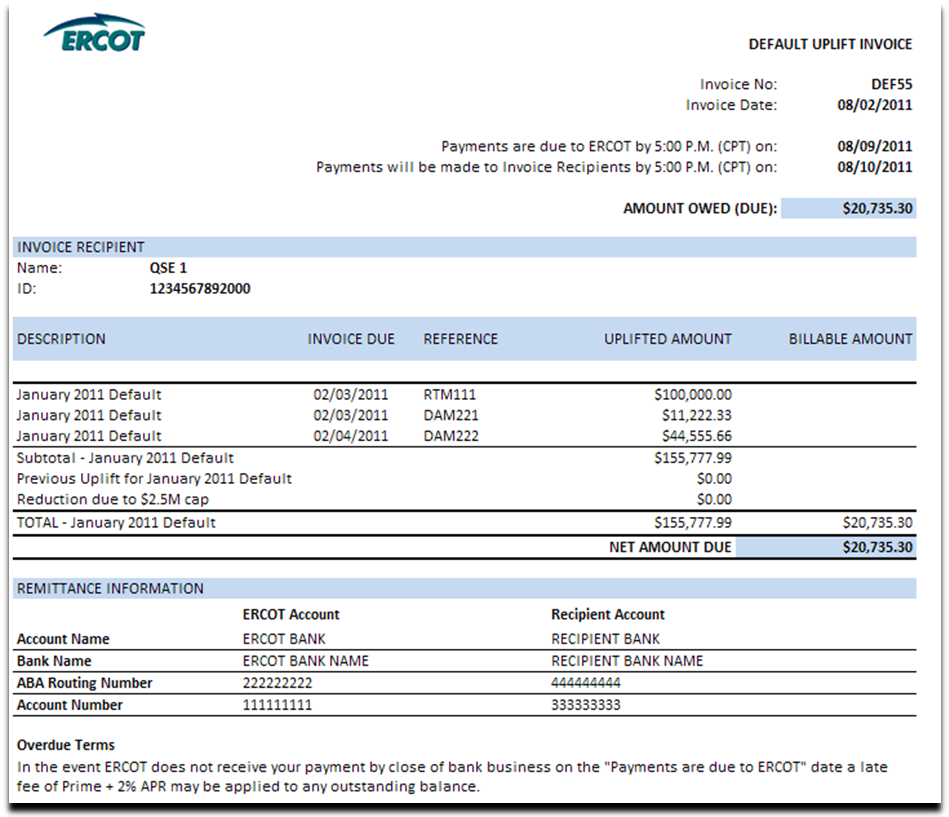 ERCOT
DEFAULT UPLIFT INVOICE
Invoice No: DEF55
Invoice Date: 08/02/2011
Payments are due to ERCOT by 5:00 P.M. (CPT) on: 08/09/2011
Payments will be made to Invoice Recipients by 5:00 P.M. (CPT) on: 08/10/2011
AMOUNT OWED (DUE): $20,735.30
INVOICE RECIPIENT
Name: QSE 1
ID: 1234567892000
DESCRIPTION INVOICE DUE REFERENCE UPLIFTED AMOUNT BILLABLE AMOUNT
January 2011 Default 02/03/2011 RTM111 $100,000.00
January 2011 Default 02/03/2011 DAM221 $11,222.33
January 2011 Default 02/04/2011 DAM222 $44,555.66
Subtotal - January 2011 Default $155,777.99
Previous Uplift for January 2011 Default $0.00
Reduction due to $2.5M cap $0.00
TOTAL - January 2011 Default $155,777.99 $20,735.30
NET AMOUNT DUE $20,735.30
REMITTANCE INFORMATION
ERCOT Account Recipient Account
Account Name ERCOT BANK RECIPIENT BANK
Bank Name ERCOT BANK NAME RECIPIENT BANK NAME
ABA Routing Number 222222222 444444444
Account Number 111111111 333333333
Overdue Terms
In the event ERCOT does not receive your payment by close of bank business on the "Payments are due to ERCOT" date a late
fee of Prime + 2% APR may be applied to any outstanding balance.